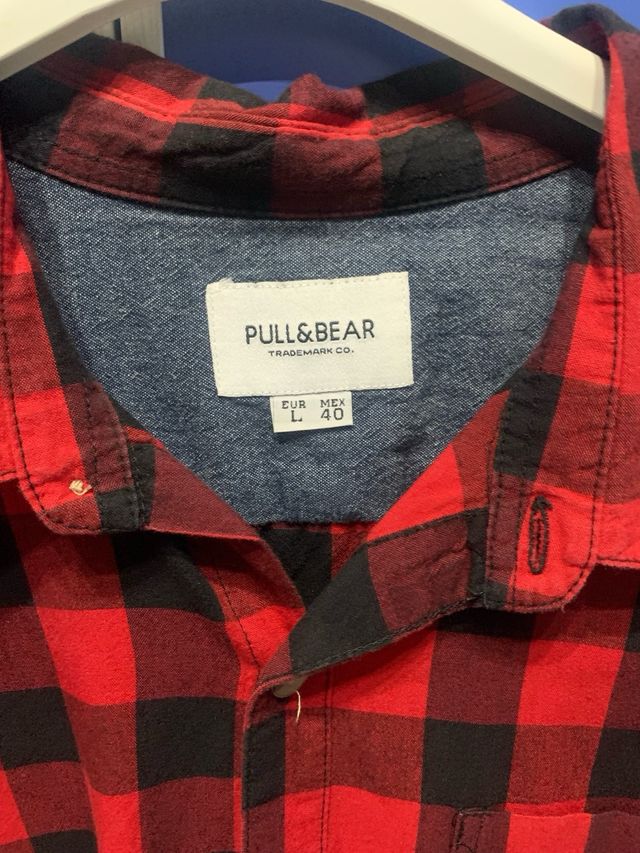 PULL&BEAR
TRADEMARK CO.
EUR MEX
L 40